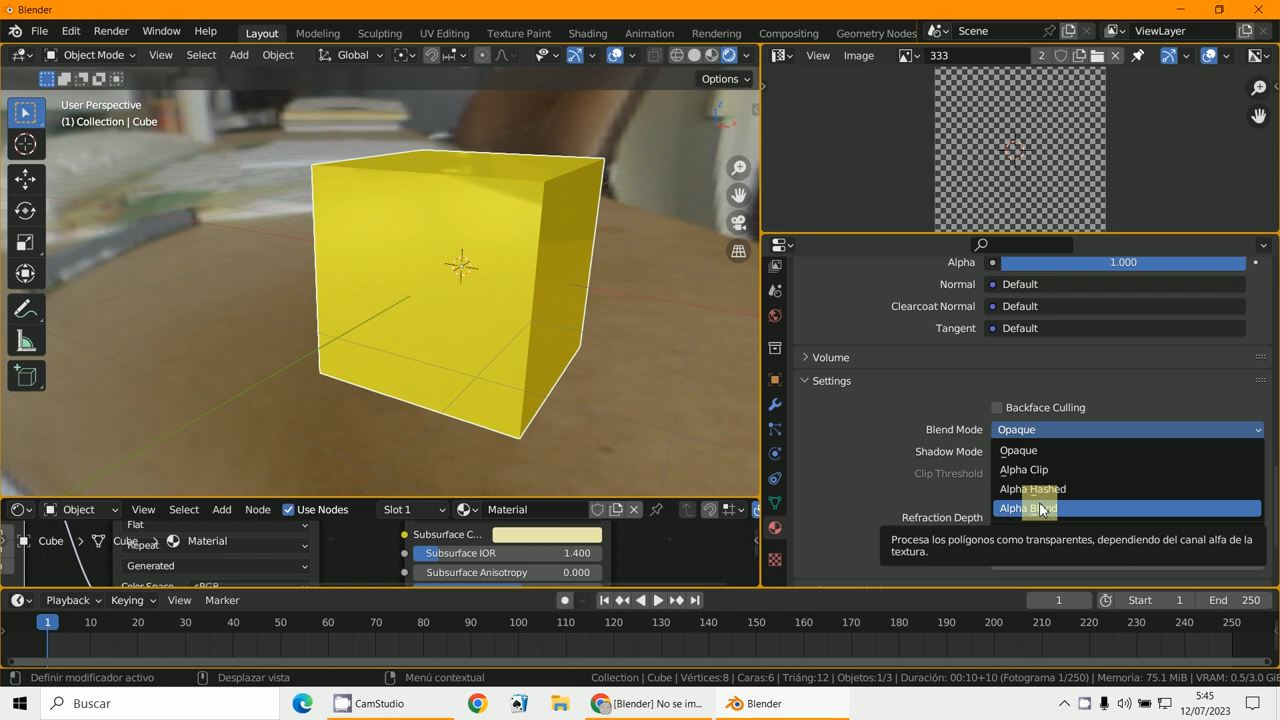 Blender
File Edit Render Window Help Layout Modeling Sculpting UV Editing Texture Paint Shading Animation Rendering Compositing Geometry Nodes Scene ViewLayer
Object Mode View Select Add Object Global
View Image 333 2
Options
User Perspective
(1) Collection | Cube
Z
X
Alpha 1.000
Normal Default
Clearcoat Normal Default
Tangent Default
Volume
Settings
Backface Culling
Blend Mode Opaque
Shadow Mode Opaque
Clip Threshold Alpha Clip
Alpha Hashed
Alpha Blend
Refraction Depth
Procesa los polígonos como transparentes, dependiendo del canal alfa de la
textura.
Object View Select Add Node Use Nodes Slot 1 Material
Cube Cube Material
Flat
Repeat
Generated
Color Space sRGB
Subsurface C...
Subsurface IOR 1.400
Subsurface Anisotropy 0.000
Playback Keying View Marker 1 Start 1 End 250
1 10 20 30 40 50 60 70 80 90 100 110 120 130 140 150 160 170 180 190 200 210 220 230 240 250
Definir modificador activo Desplazar vista Menú contextual Collection | Cube | Vértices:8 | Caras:6 | Triáng:12 | Objetos:1/3 | Duración: 00:10+10 (Fotograma 1/250) | Memoria: 75.1 MiB | VRAM: 0.5/3.0 GiB
Buscar CamStudio [Blender] No se im... Blender
5:45
12/07/2023